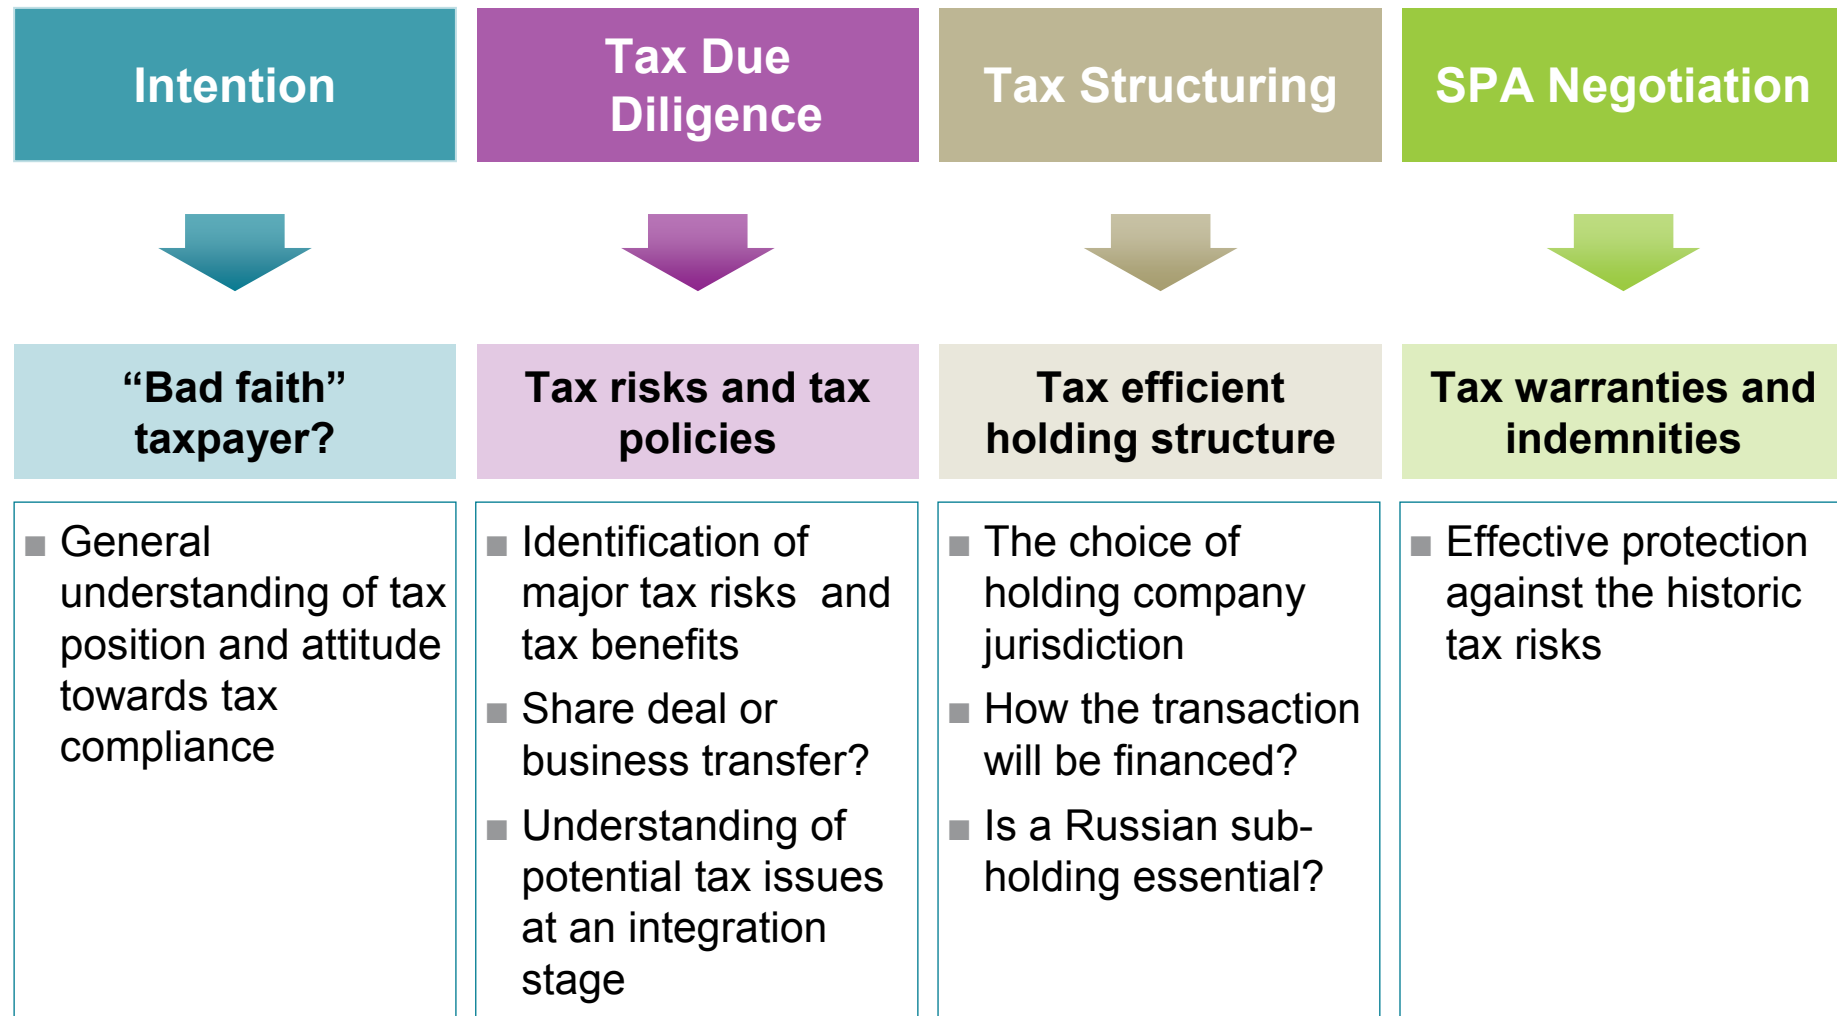 Intention
Tax Due
Diligence
Tax Structuring
SPA Negotiation
“Bad faith”
taxpayer?
Tax risks and tax
policies
Tax efficient
holding structure
Tax warranties and
indemnities
■ General
understanding of tax
position and attitude
towards tax
compliance
■ Identification of
major tax risks and
tax benefits
■ Share deal or
business transfer?
■ Understanding of
potential tax issues
at an integration
stage
■ The choice of
holding company
jurisdiction
■ How the transaction
will be financed?
■ Is a Russian sub-
holding essential?
■ Effective protection
against the historic
tax risks